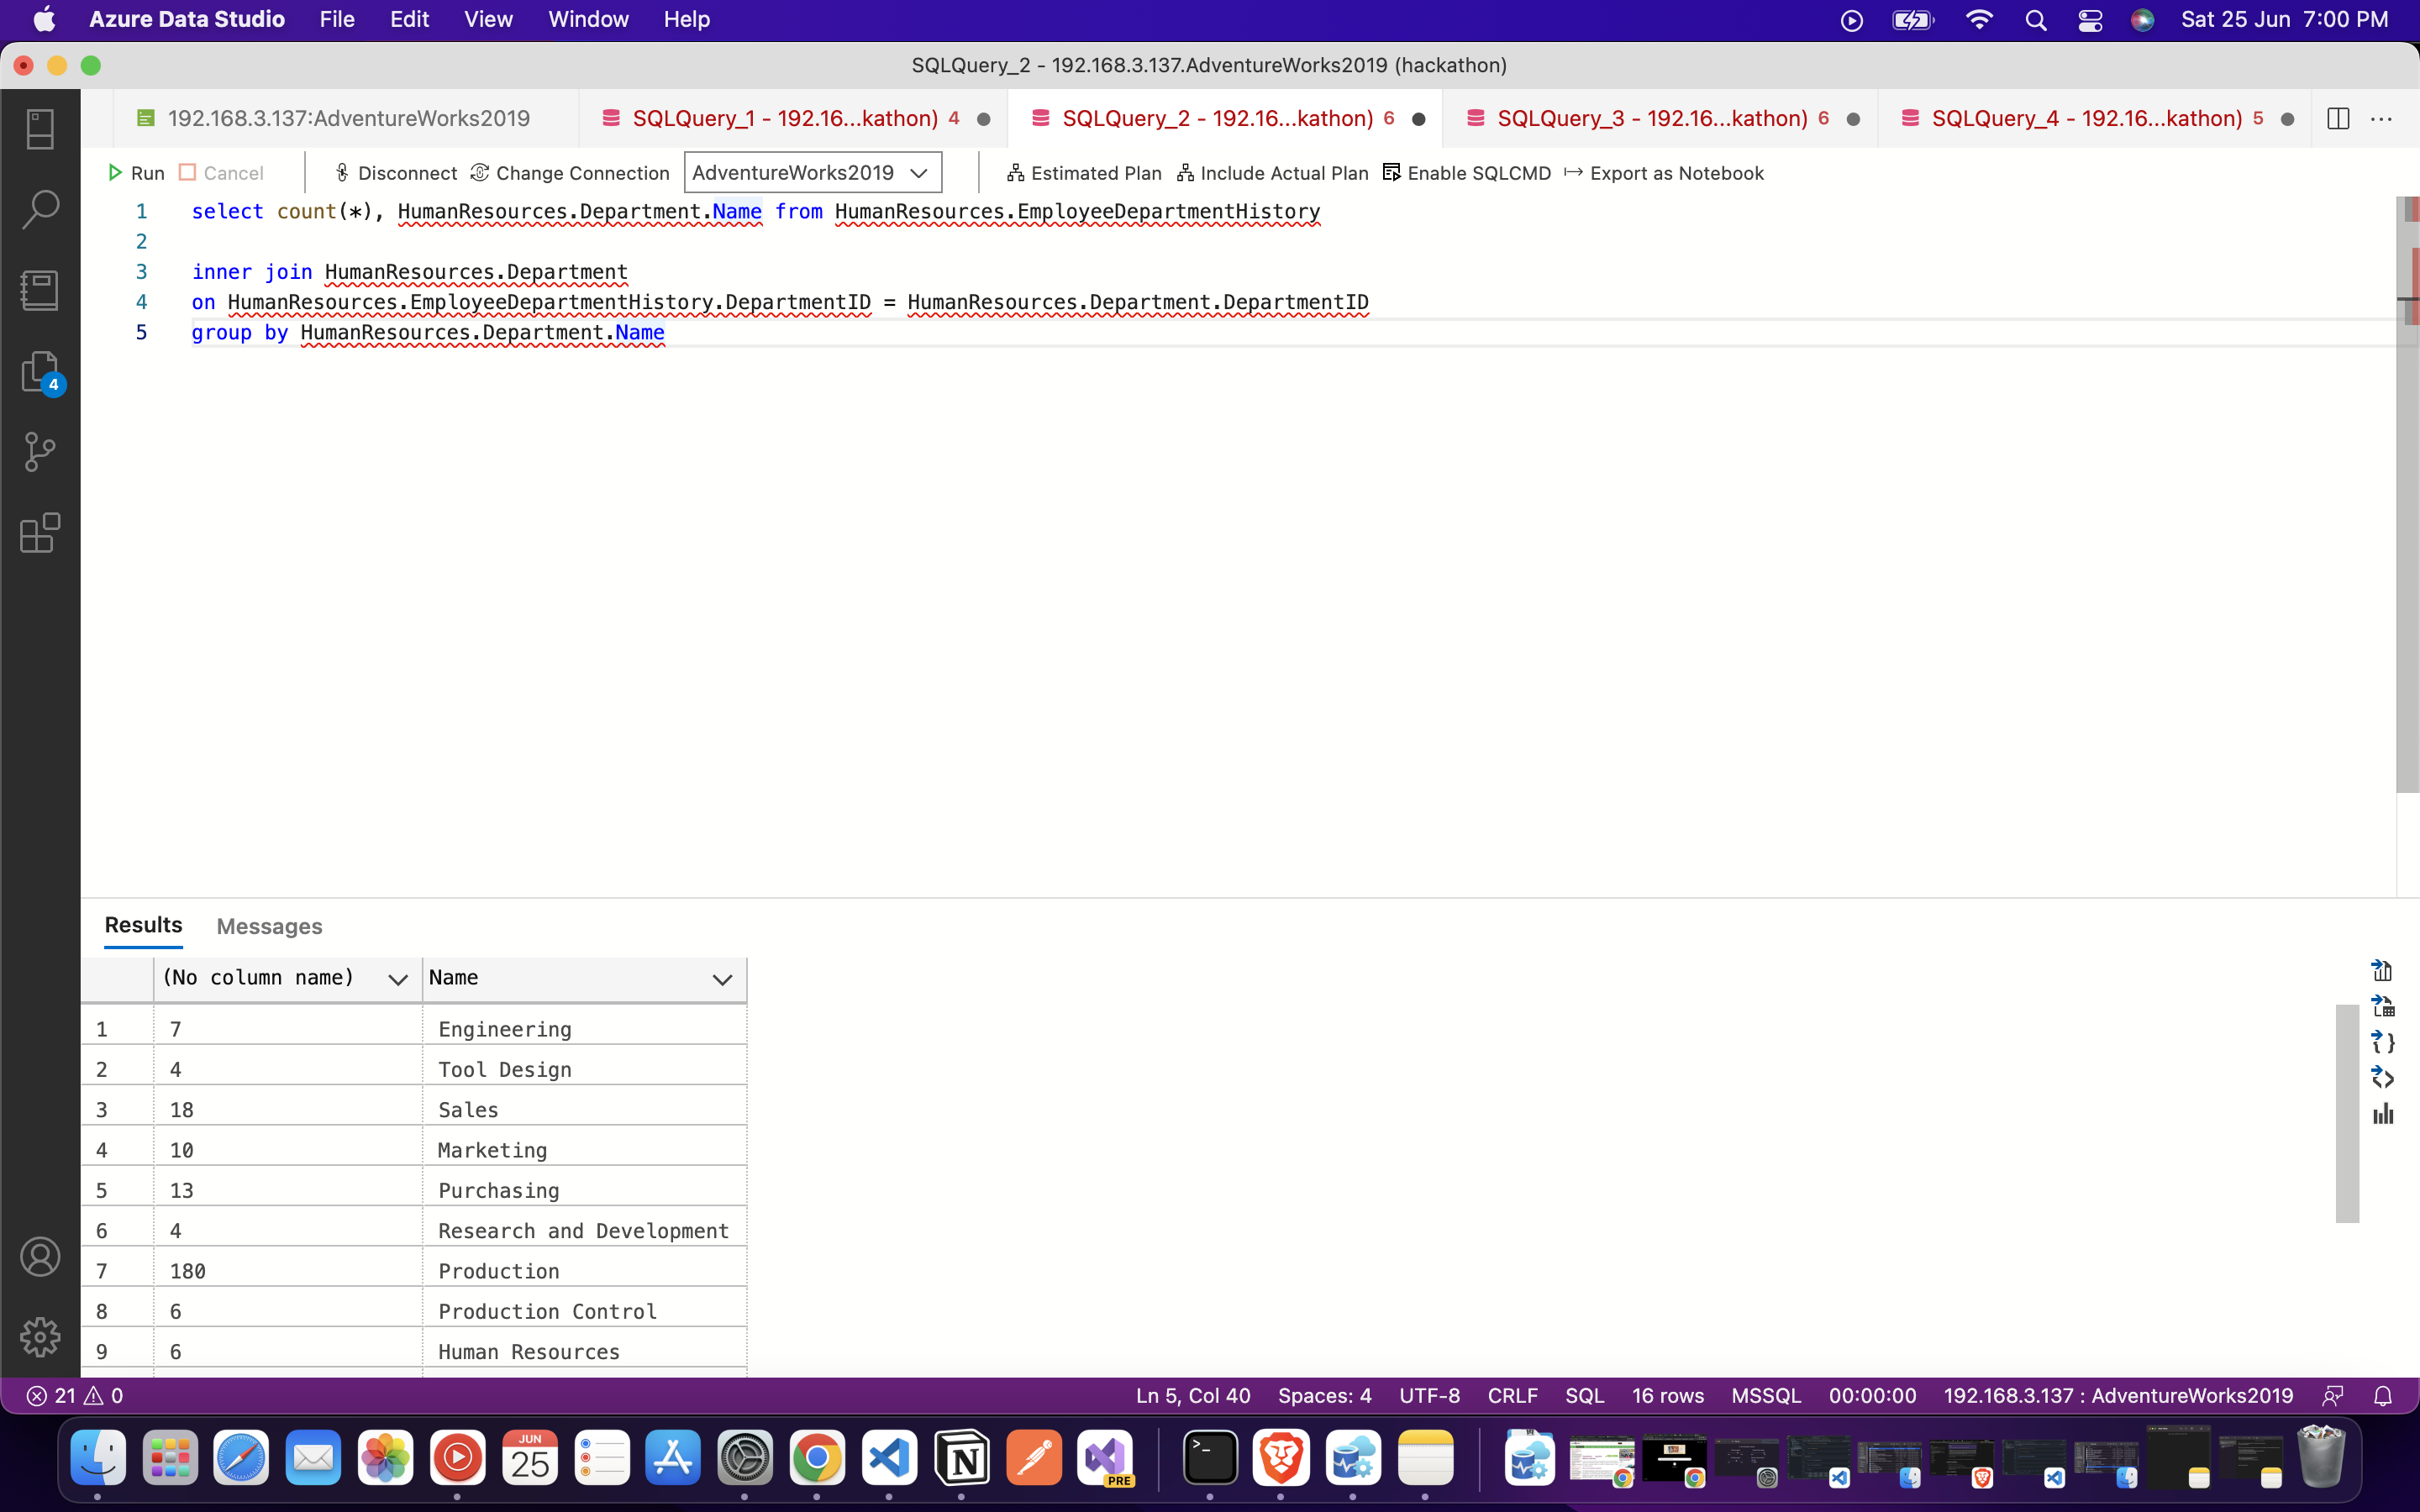 Azure Data Studio File Edit View Window Help Sat 25 Jun 7:00 PM
SQLQuery_2 - 192.168.3.137.AdventureWorks2019 (hackathon)
192.168.3.137:AdventureWorks2019 SQLQuery_1 - 192.16...kathon) 4 SQLQuery_2 - 192.16...kathon) 6 SQLQuery_3 - 192.16...kathon) 6 SQLQuery_4 - 192.16...kathon) 5
Run Cancel Disconnect Change Connection AdventureWorks2019 Estimated Plan Include Actual Plan Enable SQLCMD Export as Notebook
1 select count(*), HumanResources.Department.Name from HumanResources.EmployeeDepartmentHistory
2
3 inner join HumanResources.Department
4 on HumanResources.EmployeeDepartmentHistory.DepartmentID = HumanResources.Department.DepartmentID
5 group by HumanResources.Department.Name
4
Results Messages
(No column name) Name
1 7 Engineering
2 4 Tool Design
3 18 Sales
4 10 Marketing
5 13 Purchasing
6 4 Research and Development
7 180 Production
8 6 Production Control
9 6 Human Resources
21 0 Ln 5, Col 40 Spaces: 4 UTF-8 CRLF SQL 16 rows MSSQL 00:00:00 192.168.3.137 : AdventureWorks2019
JUN
25
PRE